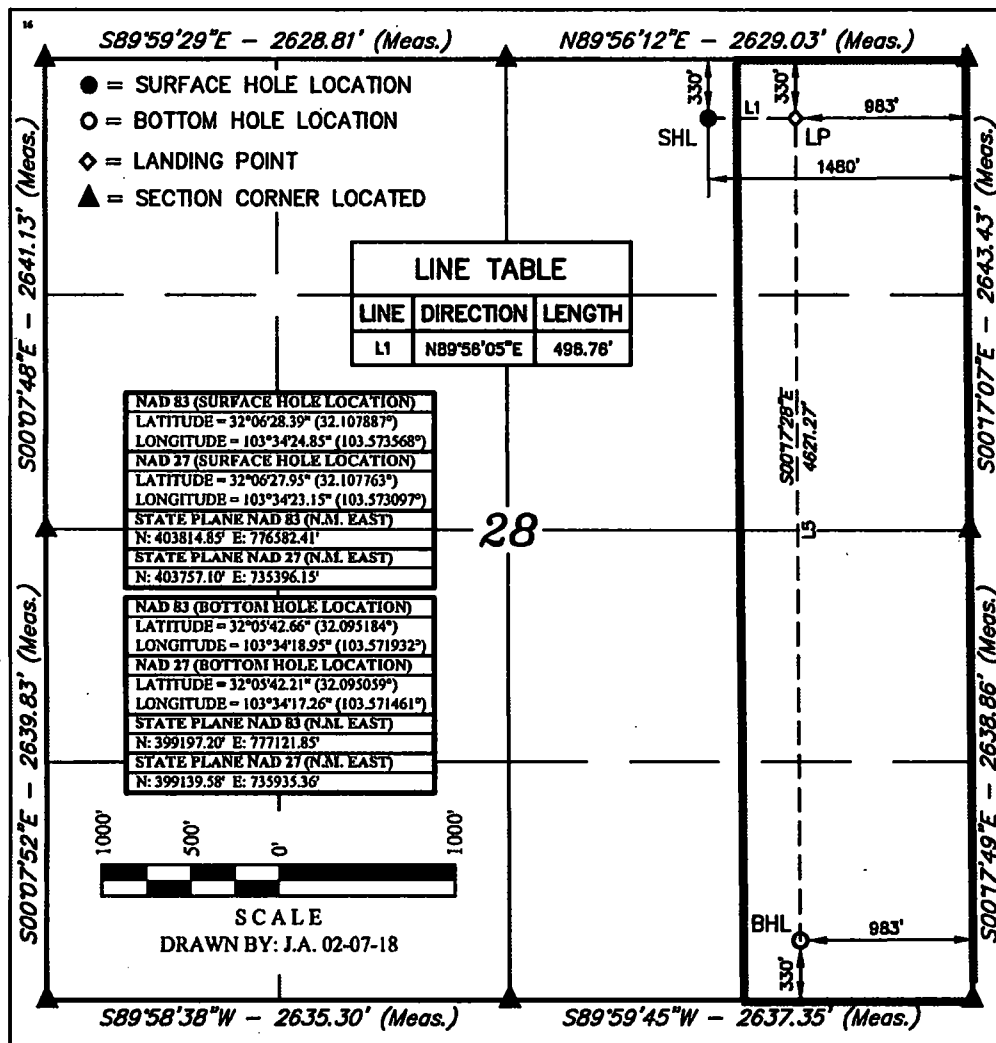 16
S89°59'29"E – 2628.81' (Meas.)
N89°56'12"E – 2629.03' (Meas.)
● = SURFACE HOLE LOCATION
○ = BOTTOM HOLE LOCATION
◇ = LANDING POINT
▲ = SECTION CORNER LOCATED
330'
330'
L1
983'
SHL
LP
1480'
S00°07'48"E – 2641.13' (Meas.)
S00°17'07"E – 2643.43' (Meas.)
LINE TABLE
LINE DIRECTION LENGTH
L1 N89°56'05"E 496.76'
NAD 83 (SURFACE HOLE LOCATION)
LATITUDE = 32°06'28.39" (32.107887°)
LONGITUDE = 103°34'24.85" (103.573568°)
NAD 27 (SURFACE HOLE LOCATION)
LATITUDE = 32°06'27.95" (32.107763°)
LONGITUDE = 103°34'23.15" (103.573097°)
STATE PLANE NAD 83 (N.M. EAST)
N: 403814.85' E: 776582.41'
STATE PLANE NAD 27 (N.M. EAST)
N: 403757.10' E: 735396.15'
S00°17'28"E
4621.27'
28
L5
NAD 83 (BOTTOM HOLE LOCATION)
LATITUDE = 32°05'42.66" (32.095184°)
LONGITUDE = 103°34'18.95" (103.571932°)
NAD 27 (BOTTOM HOLE LOCATION)
LATITUDE = 32°05'42.21" (32.095059°)
LONGITUDE = 103°34'17.26" (103.571461°)
STATE PLANE NAD 83 (N.M. EAST)
N: 399197.20' E: 777121.85'
STATE PLANE NAD 27 (N.M. EAST)
N: 399139.58' E: 735935.36'
S00°07'52"E – 2639.83' (Meas.)
S00°17'49"E – 2638.86' (Meas.)
1000' 500' 0' 1000'
SCALE
DRAWN BY: J.A. 02-07-18
BHL
983'
330'
S89°58'38"W – 2635.30' (Meas.)
S89°59'45"W – 2637.35' (Meas.)